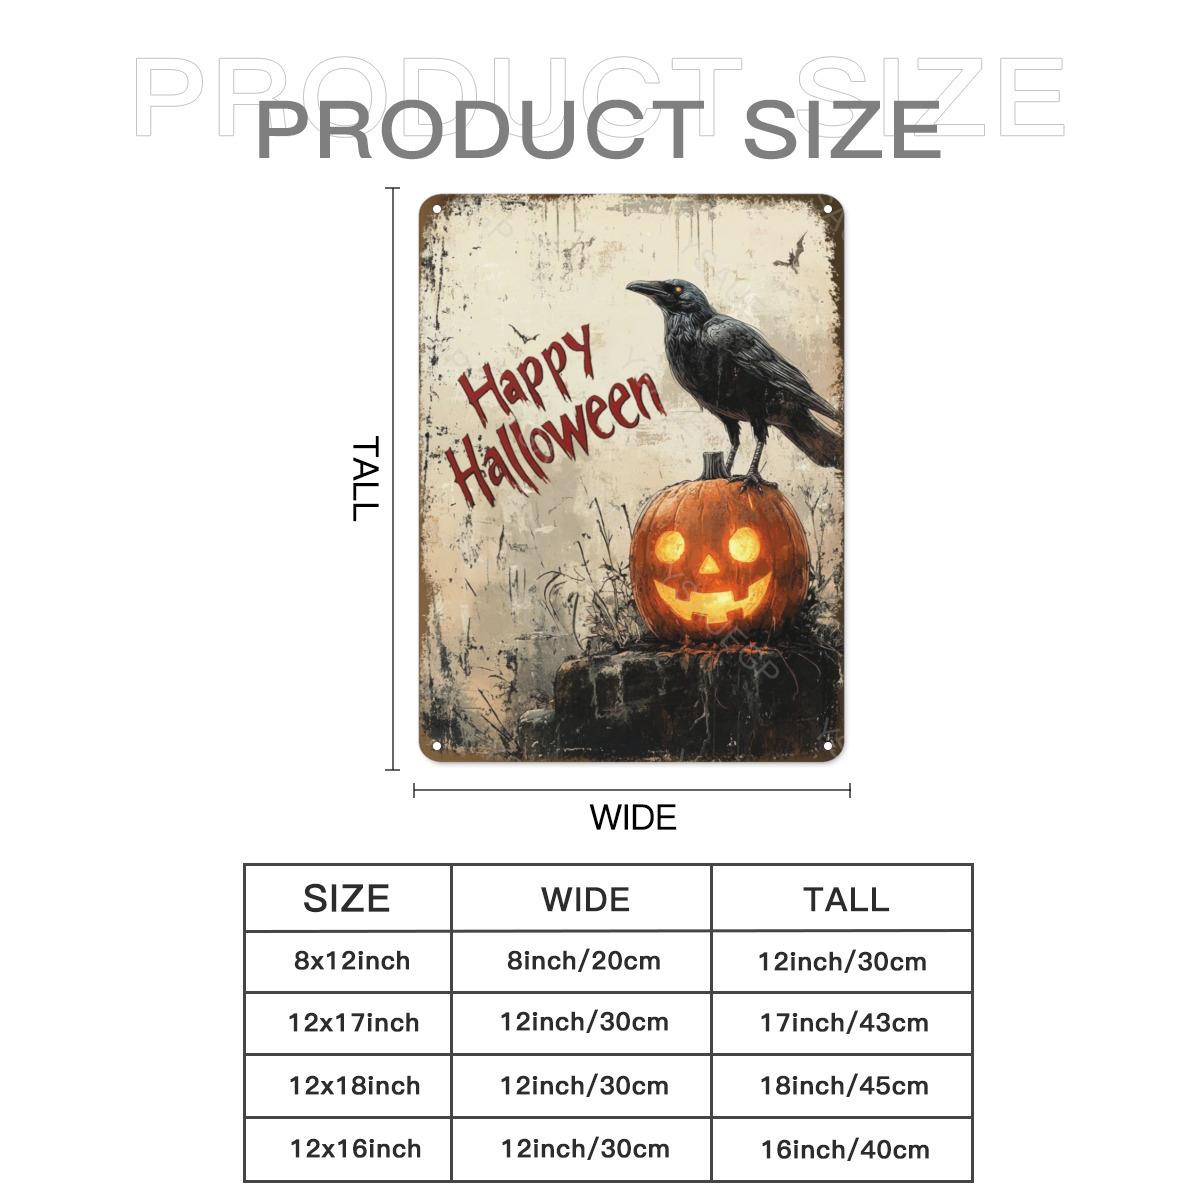 PRODUCT SIZE
PRODUCT SIZE
Happy
Halloween
TALL
WIDE
SIZE WIDE TALL
8x12inch 8inch/20cm 12inch/30cm
12x17inch 12inch/30cm 17inch/43cm
12x18inch 12inch/30cm 18inch/45cm
12x16inch 12inch/30cm 16inch/40cm